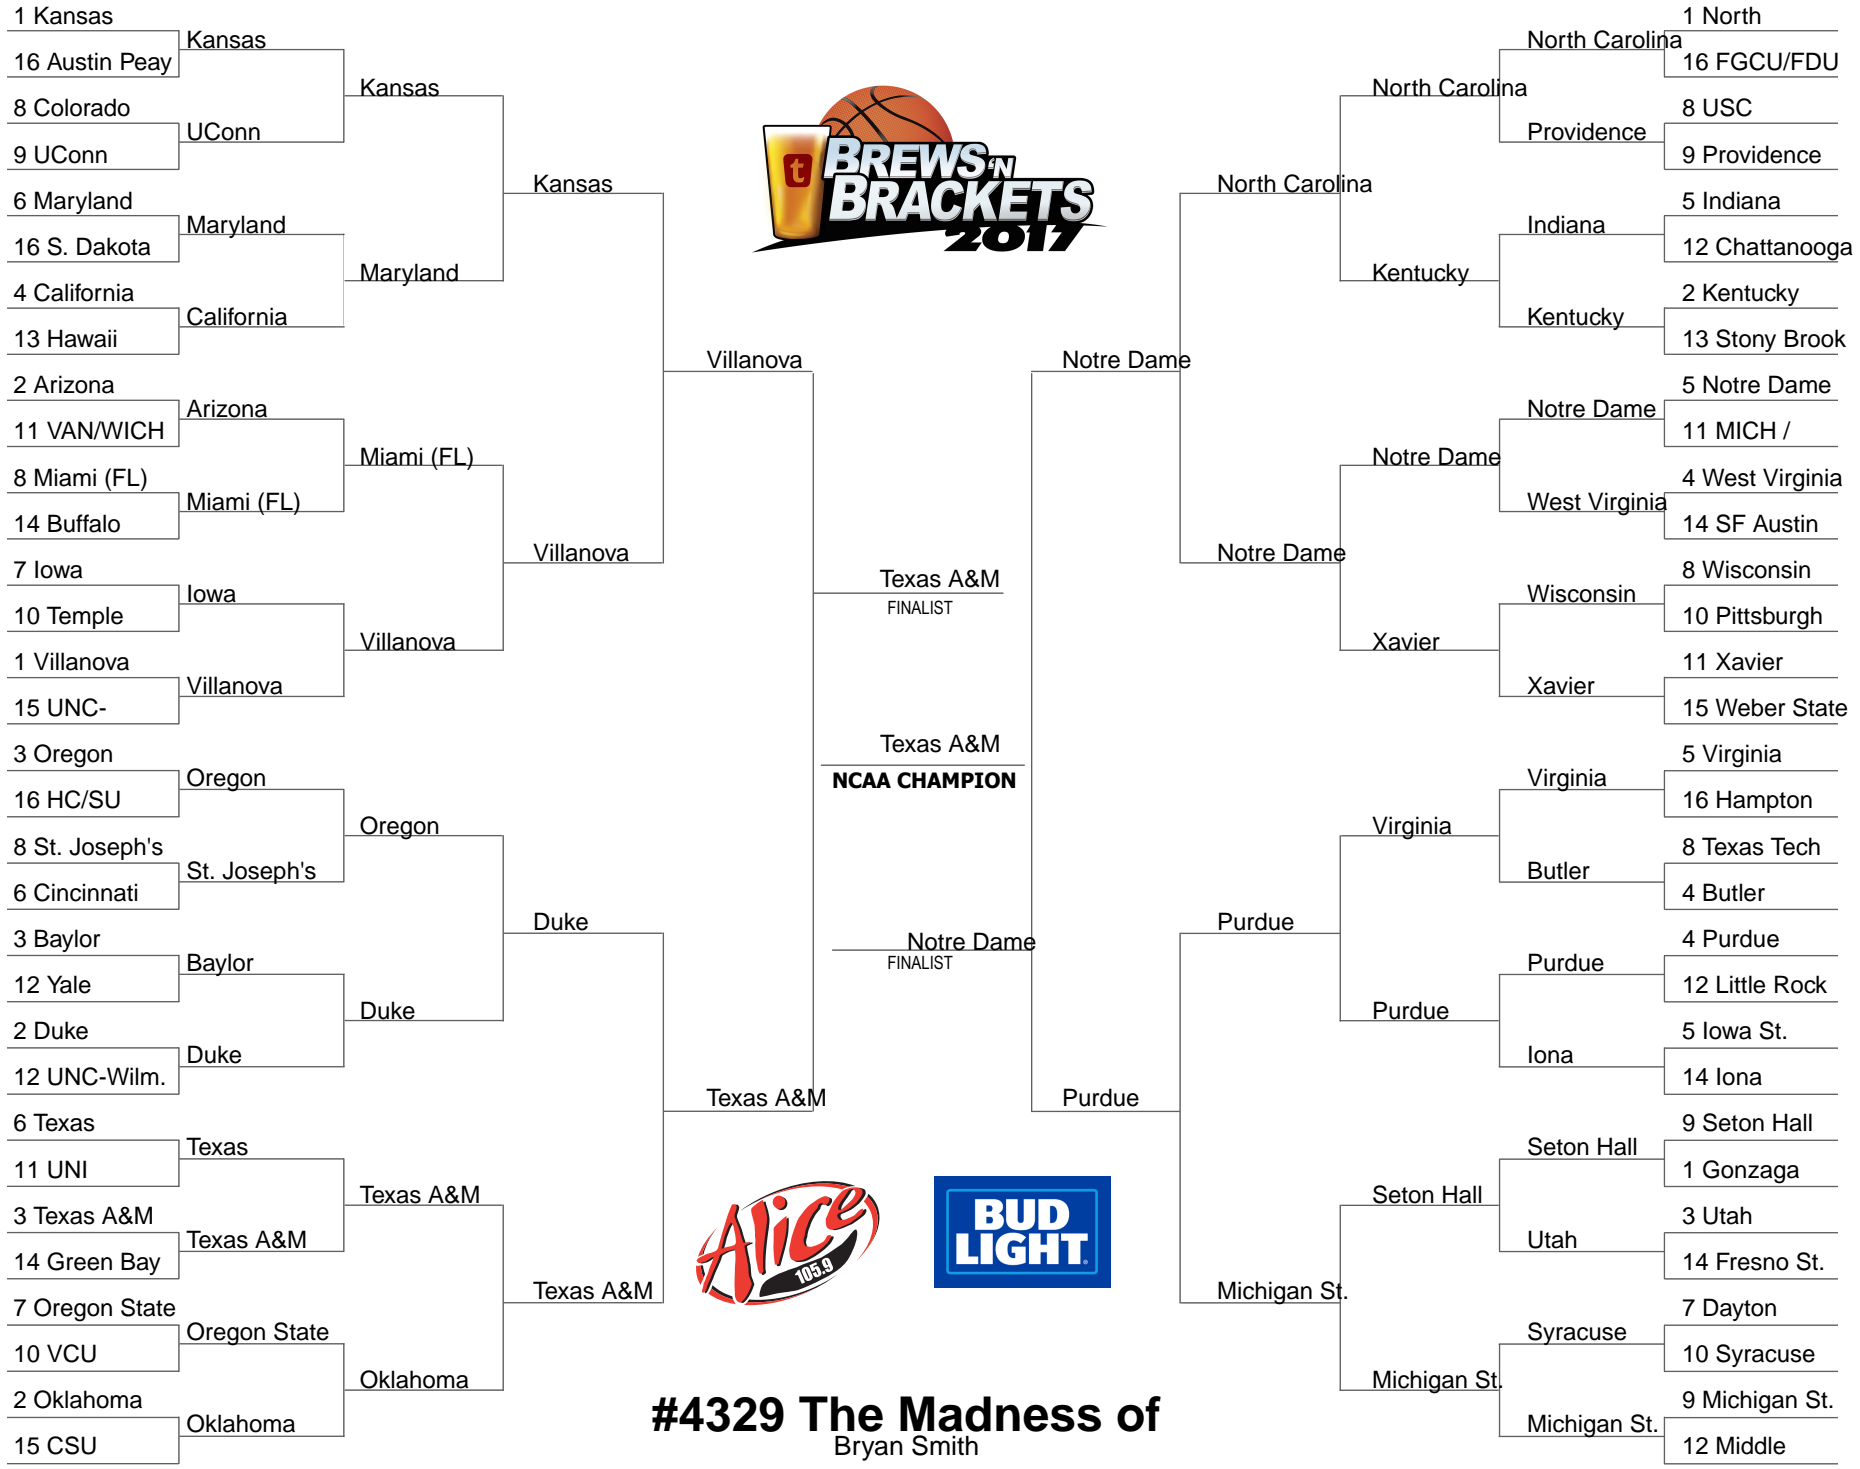 1 Kansas
16 Austin Peay
8 Colorado
9 UConn
6 Maryland
16 S. Dakota
4 California
13 Hawaii
2 Arizona
11 VAN/WICH
8 Miami (FL)
14 Buffalo
7 Iowa
10 Temple
1 Villanova
15 UNC-
3 Oregon
16 HC/SU
8 St. Joseph's
6 Cincinnati
3 Baylor
12 Yale
2 Duke
12 UNC-Wilm.
6 Texas
11 UNI
3 Texas A&M
14 Green Bay
7 Oregon State
10 VCU
2 Oklahoma
15 CSU
Kansas
UConn
Maryland
California
Arizona
Miami (FL)
Iowa
Villanova
Oregon
St. Joseph's
Baylor
Duke
Texas
Texas A&M
Oregon State
Oklahoma
Kansas
Maryland
Miami (FL)
Villanova
Oregon
Duke
Texas A&M
Oklahoma
Kansas
Villanova
Duke
Texas A&M
Villanova
Texas A&M
t
BREWS 'N
BRACKETS
2017
Texas A&M
FINALIST
Texas A&M
NCAA CHAMPION
Notre Dame
FINALIST
Alice
105.9
BUD
LIGHT
#4329 The Madness of
Bryan Smith
Notre Dame
Purdue
North Carolina
Notre Dame
Purdue
Michigan St.
North Carolina
Kentucky
Notre Dame
Xavier
Virginia
Purdue
Seton Hall
Michigan St.
North Carolina
Providence
Indiana
Kentucky
Notre Dame
West Virginia
Wisconsin
Xavier
Virginia
Butler
Purdue
Iona
Seton Hall
Utah
Syracuse
Michigan St.
1 North
16 FGCU/FDU
8 USC
9 Providence
5 Indiana
12 Chattanooga
2 Kentucky
13 Stony Brook
5 Notre Dame
11 MICH /
4 West Virginia
14 SF Austin
8 Wisconsin
10 Pittsburgh
11 Xavier
15 Weber State
5 Virginia
16 Hampton
8 Texas Tech
4 Butler
4 Purdue
12 Little Rock
5 Iowa St.
14 Iona
9 Seton Hall
1 Gonzaga
3 Utah
14 Fresno St.
7 Dayton
10 Syracuse
9 Michigan St.
12 Middle